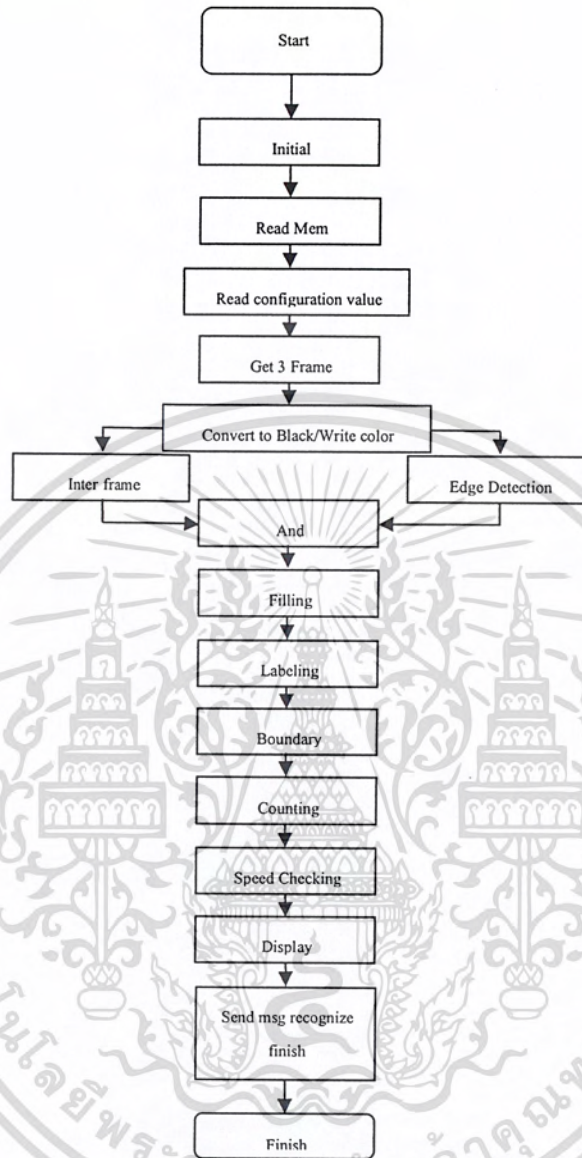 Start
Initial
Read Mem
Read configuration value
Get 3 Frame
Convert to Black/Write color
Inter frame
Edge Detection
And
Filling
Labeling
Boundary
Counting
Speed Checking
Display
Send msg recognize
finish
Finish